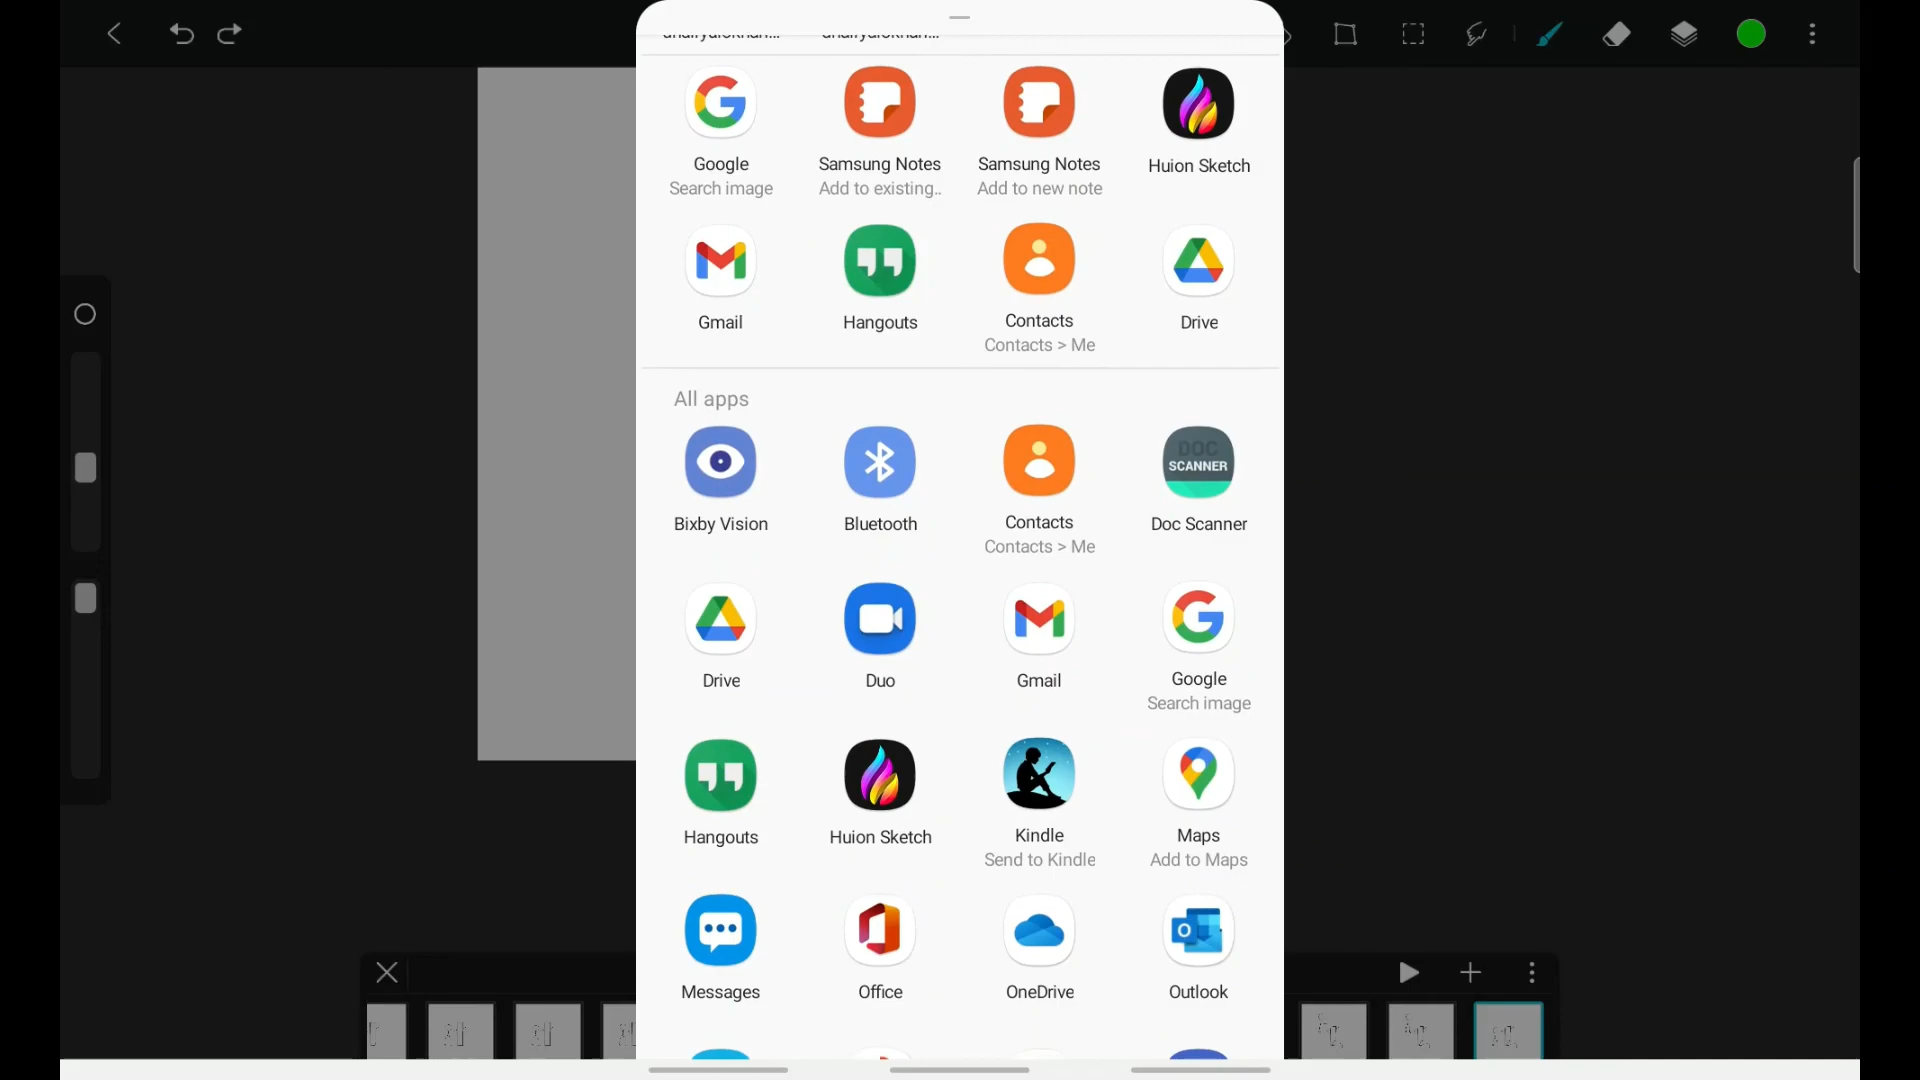 Google
Samsung Notes
Samsung Notes
Huion Sketch
Search image
Add to existing..
Add to new note
Gmail
Hangouts
Contacts
Drive
Contacts > Me
All apps
DOC
SCANNER
Bixby Vision
Bluetooth
Contacts
Doc Scanner
Contacts > Me
Drive
Duo
Gmail
Google
Search image
Hangouts
Huion Sketch
Kindle
Maps
Send to Kindle
Add to Maps
Messages
Office
OneDrive
Outlook